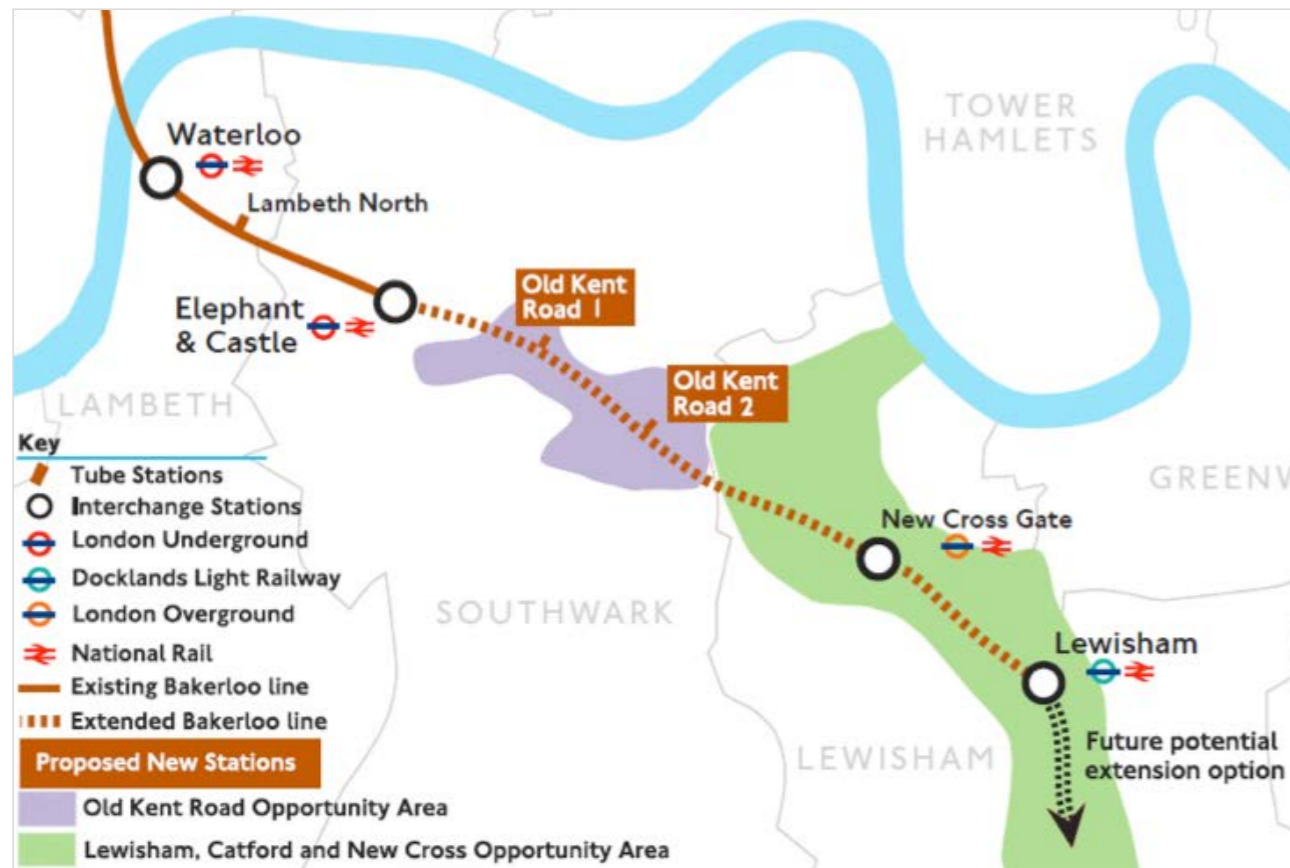 TOWER
HAMLETS
Waterloo
Lambeth North
Elephant
& Castle
Old Kent
Road 1
Old Kent
Road 2
LAMBETH
GREENW
New Cross Gate
SOUTHWARK
Lewisham
LEWISHAM
Future potential
extension option
Key
Tube Stations
Interchange Stations
London Underground
Docklands Light Railway
London Overground
National Rail
Existing Bakerloo line
Extended Bakerloo line
Proposed New Stations
Old Kent Road Opportunity Area
Lewisham, Catford and New Cross Opportunity Area